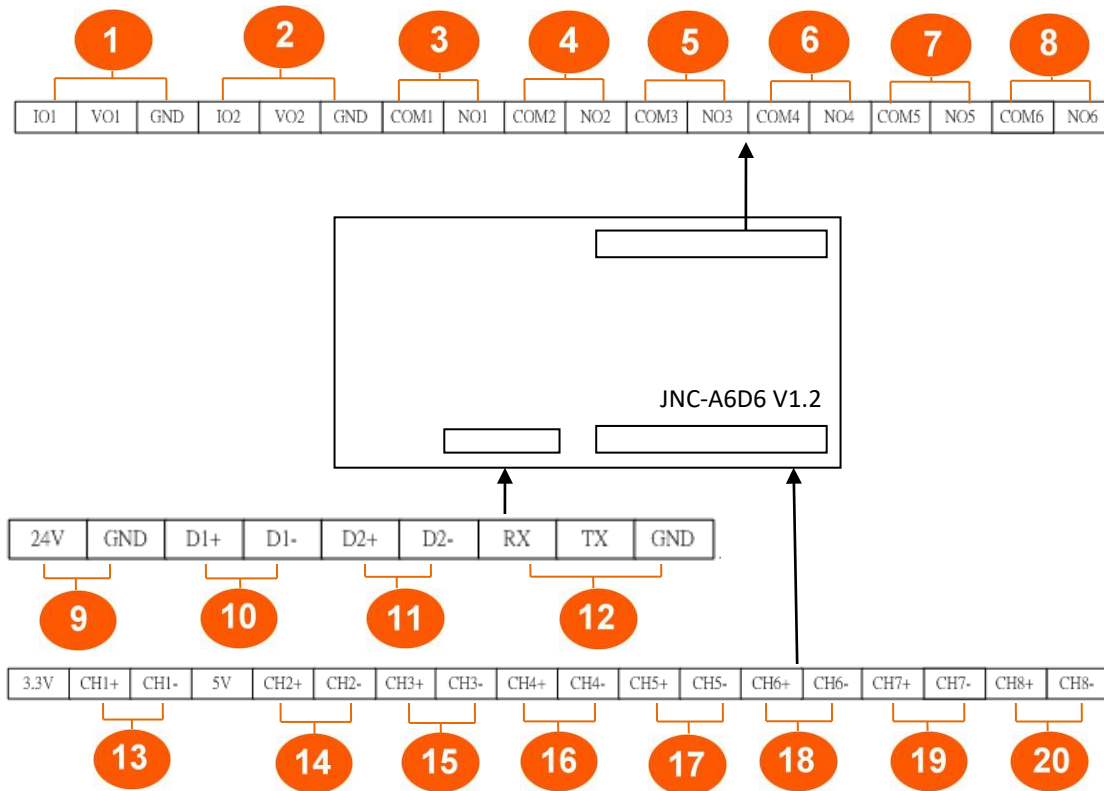 1 2 3 4 5 6 7 8
IO1 VO1 GND IO2 VO2 GND COM1 NO1 COM2 NO2 COM3 NO3 COM4 NO4 COM5 NO5 COM6 NO6
JNC-A6D6 V1.2
24V GND D1+ D1- D2+ D2- RX TX GND
9 10 11 12
3.3V CH1+ CH1- 5V CH2+ CH2- CH3+ CH3- CH4+ CH4- CH5+ CH5- CH6+ CH6- CH7+ CH7- CH8+ CH8-
13 14 15 16 17 18 19 20